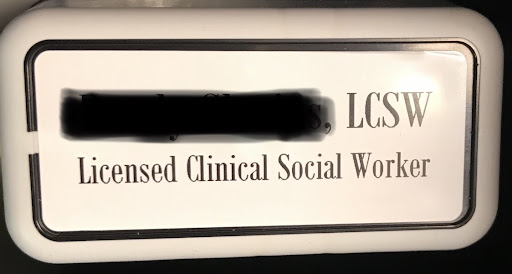 , LCSW
Licensed Clinical Social Worker